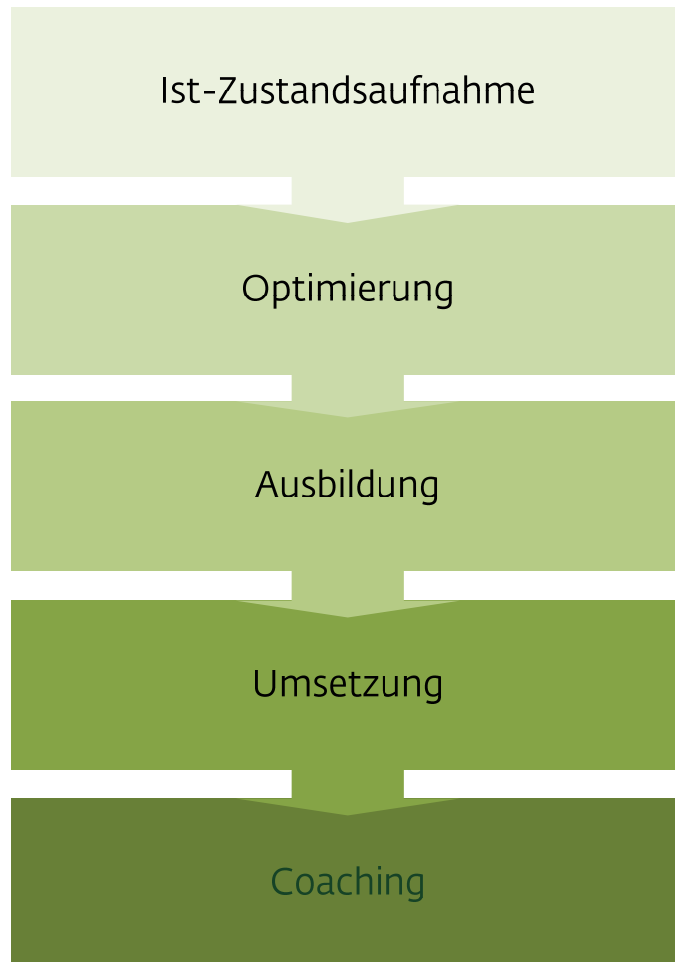 Ist-Zustandsaufnahme
Optimierung
Ausbildung
Umsetzung
Coaching